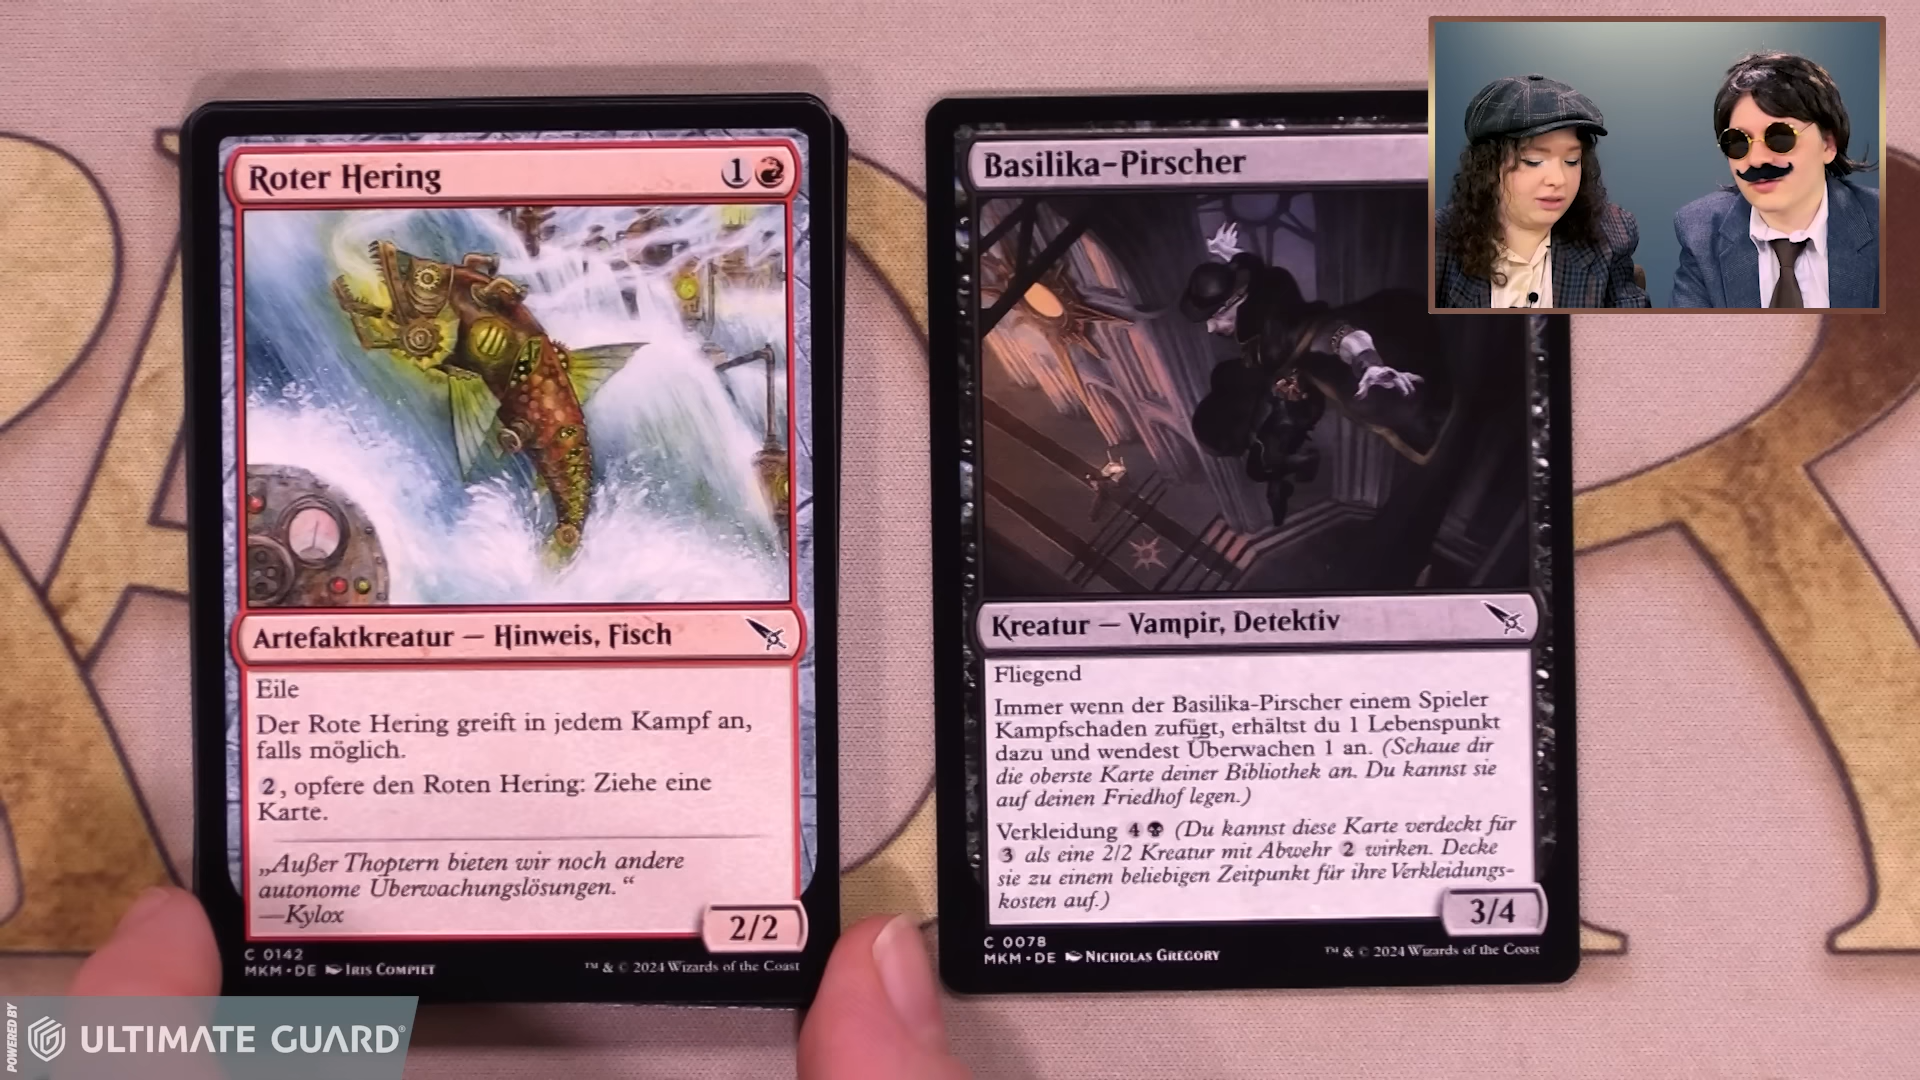 Roter Hering
1
Artefaktkreatur — Hinweis, Fisch
Eile
Der Rote Hering greift in jedem Kampf an,
falls möglich.
2, opfere den Roten Hering: Ziehe eine
Karte.
„Außer Thoptern bieten wir noch andere
autonome Überwachungslösungen.“
—Kylox
2/2
C 0142
MKM • DE Iris Compiet
™ & © 2024 Wizards of the Coast
Basilika-Pirscher
Kreatur — Vampir, Detektiv
Fliegend
Immer wenn der Basilika-Pirscher einem Spieler
Kampfschaden zufügt, erhältst du 1 Lebenspunkt
dazu und wendest Überwachen 1 an. (Schaue dir
die oberste Karte deiner Bibliothek an. Du kannst sie
auf deinen Friedhof legen.)
Verkleidung 4 (Du kannst diese Karte verdeckt für
3 als eine 2/2 Kreatur mit Abwehr 2 wirken. Decke
sie zu einem beliebigen Zeitpunkt für ihre Verkleidungs-
kosten auf.)
3/4
C 0078
MKM • DE Nicholas Gregory
™ & © 2024 Wizards of the Coast
POWERED BY
ULTIMATE GUARD®